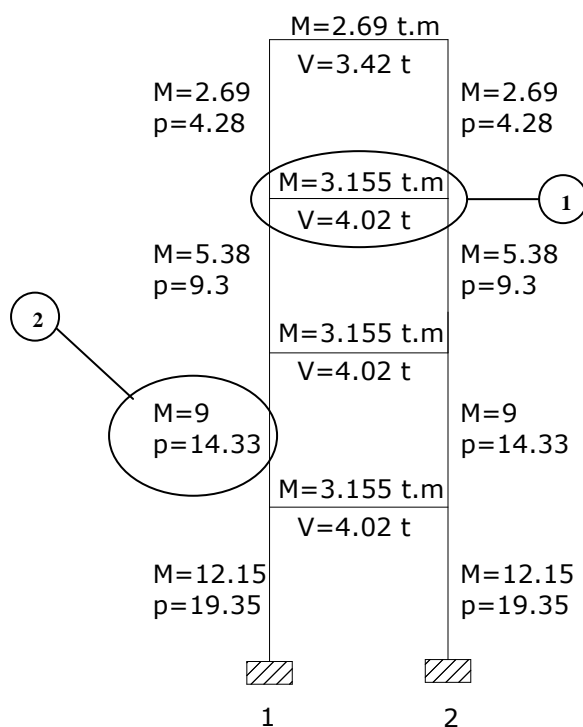 M=2.69 t.m
V=3.42 t
M=2.69
p=4.28
M=2.69
p=4.28
M=3.155 t.m
V=4.02 t
1
M=5.38
p=9.3
M=5.38
p=9.3
2
M=3.155 t.m
V=4.02 t
M=9
p=14.33
M=9
p=14.33
M=3.155 t.m
V=4.02 t
M=12.15
p=19.35
M=12.15
p=19.35
1
2